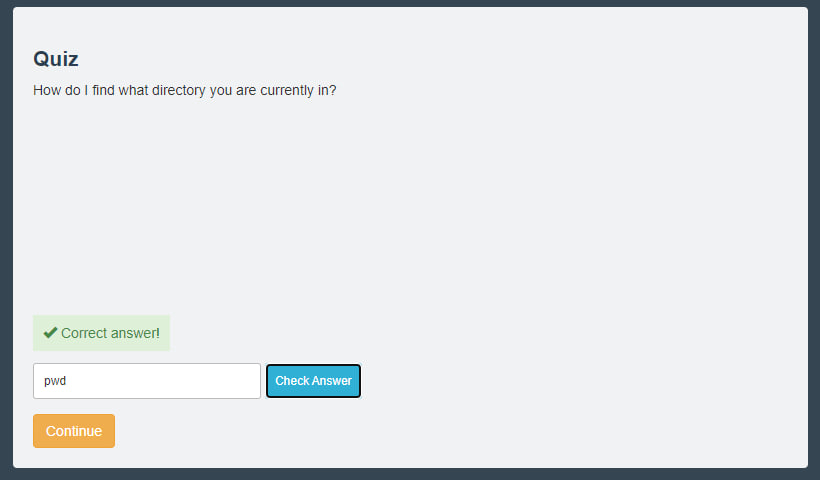 Quiz
How do I find what directory you are currently in?
✔ Correct answer!
pwd
Check Answer
Continue